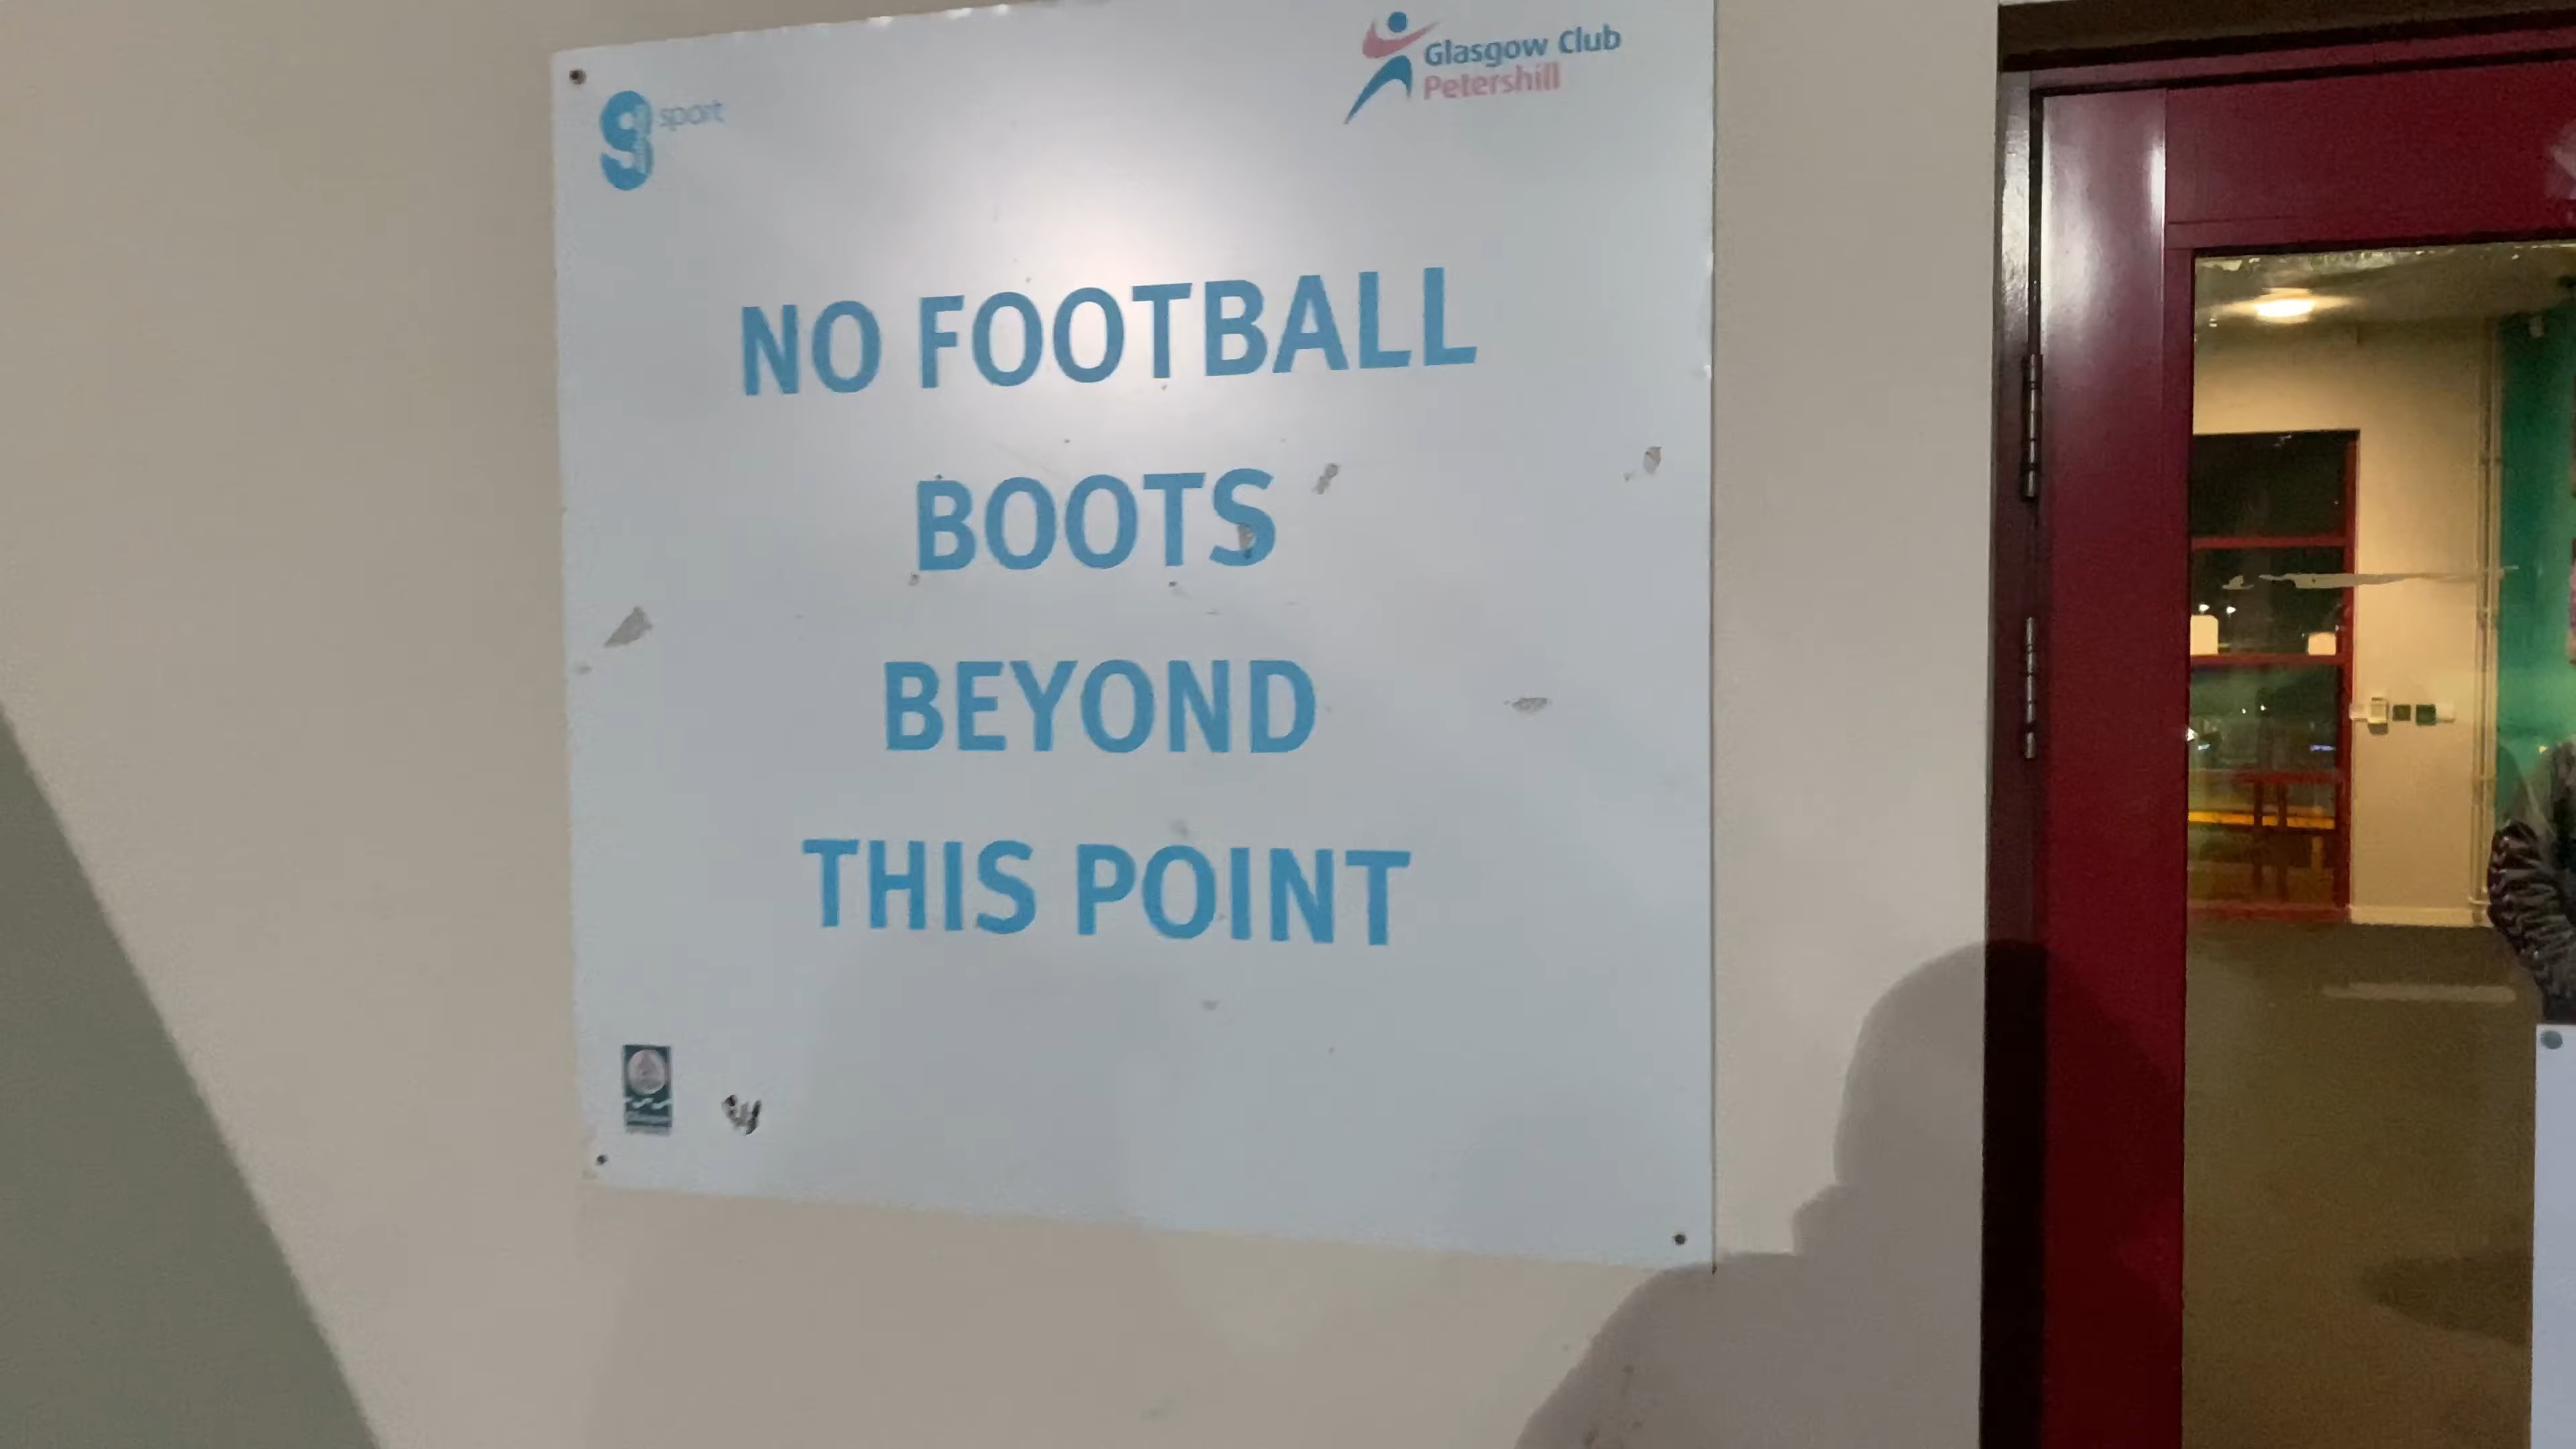 sport
Glasgow Club
Petershill
NO FOOTBALL
BOOTS
BEYOND
THIS POINT